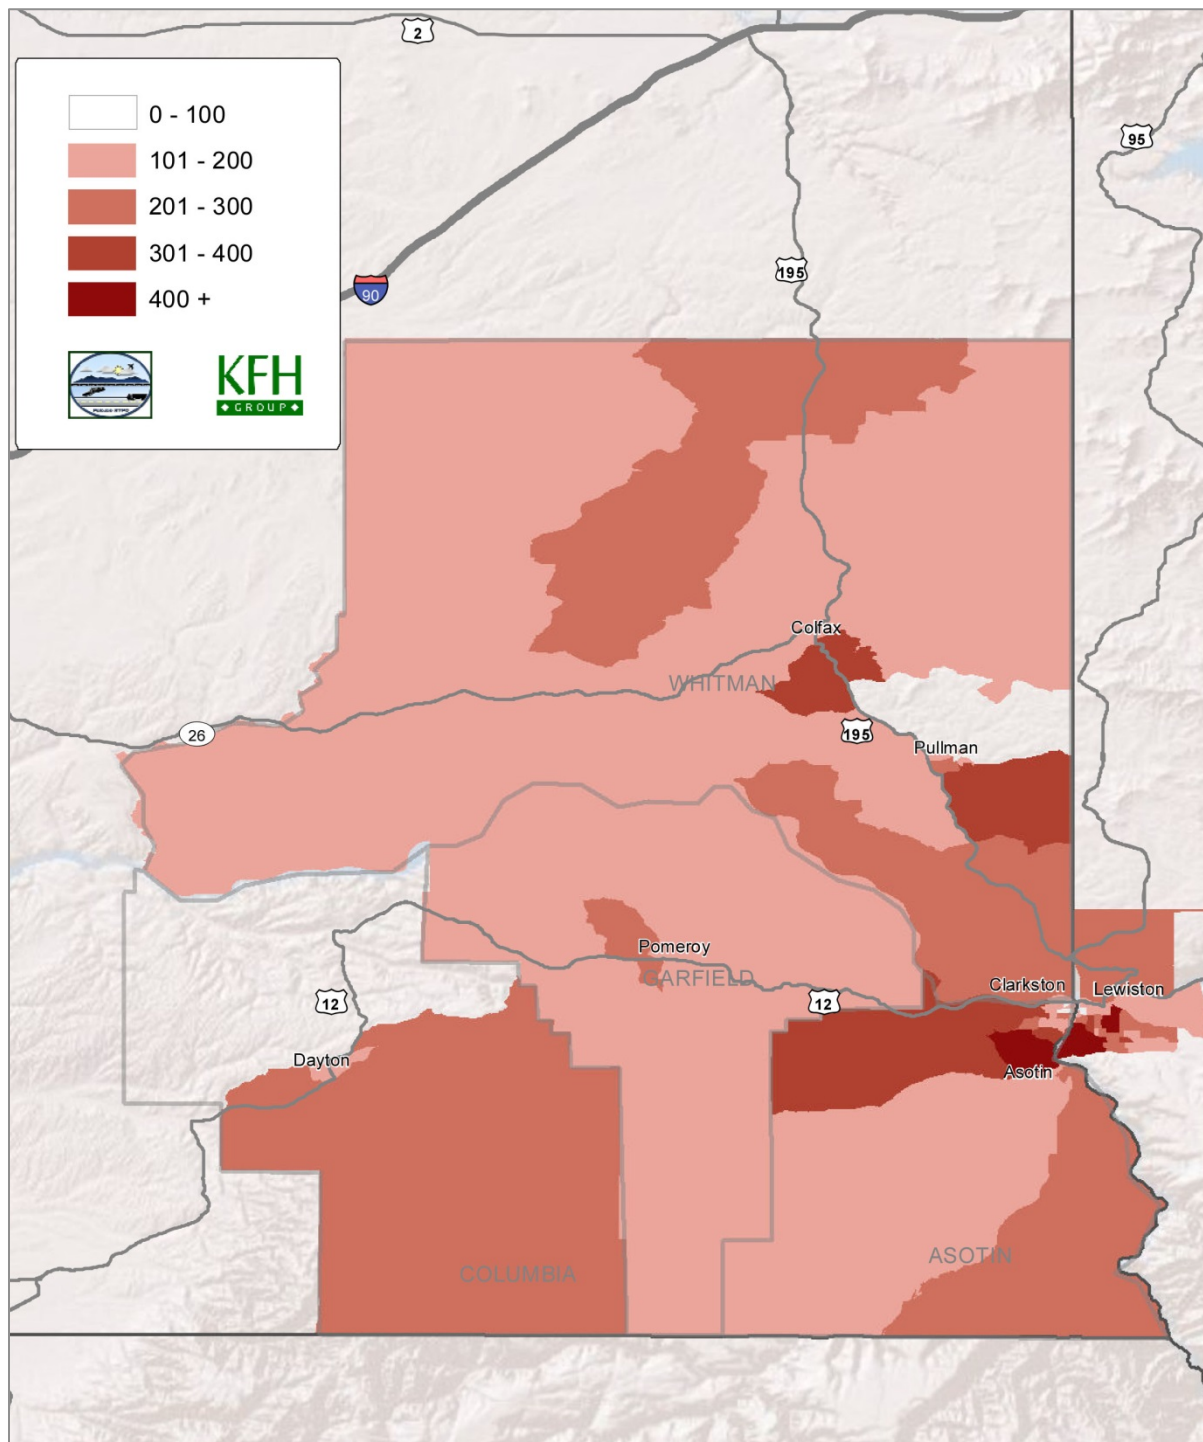 2
95
0 - 100
101 - 200
201 - 300
301 - 400
400 +
KFH
GROUP
195
90
Colfax
WHITMAN
26
195
Pullman
Pomeroy
GARFIELD
12
12
Clarkston
Lewiston
Dayton
Asotin
COLUMBIA
ASOTIN